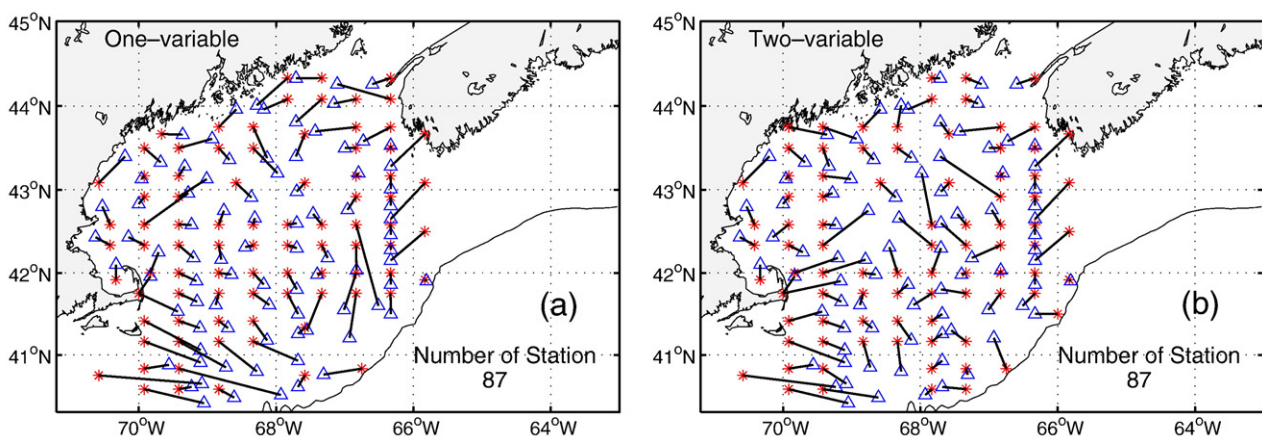 45°N
One–variable
44°N
43°N
42°N
(a)
41°N
Number of Station
87
70°W 68°W 66°W 64°W
45°N
Two–variable
44°N
43°N
42°N
(b)
41°N
Number of Station
87
70°W 68°W 66°W 64°W